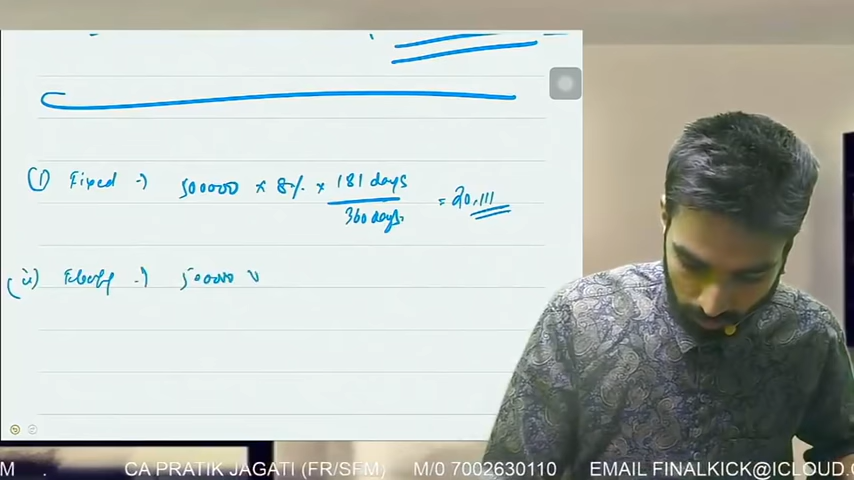 (i) Fixed → 500000 × 8% × 181 days = 20,111
360 days.
(ii) 500000
M . CA PRATIK JAGATI (FR/SFM) M/0 7002630110 EMAIL FINALKICK@ICLOUD.C